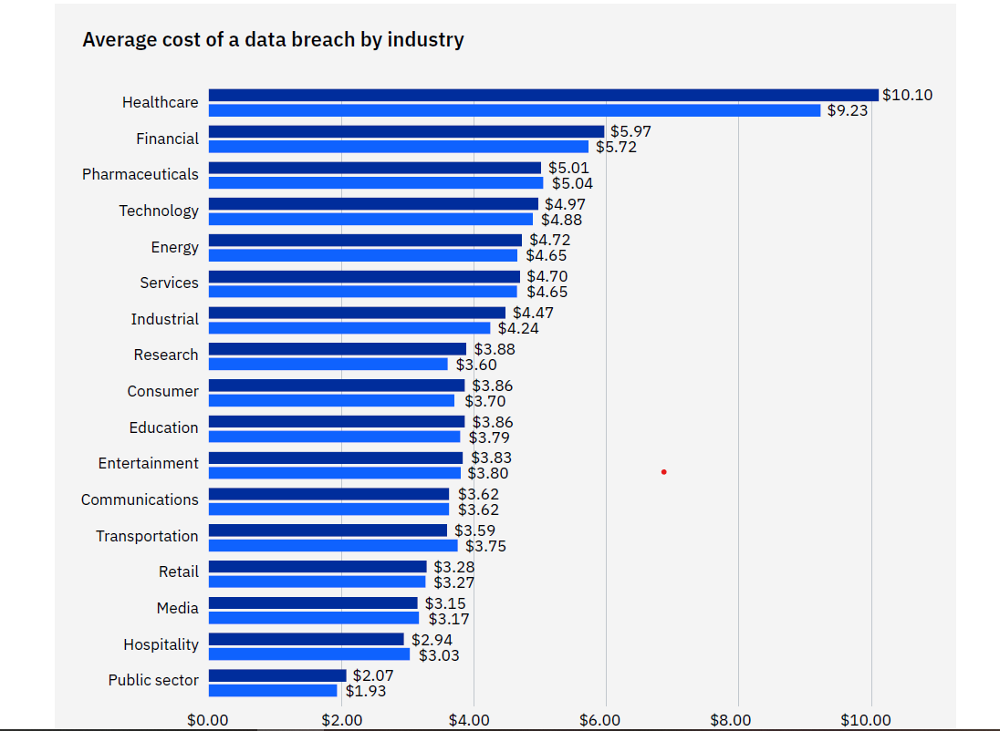 Average cost of a data breach by industry
Healthcare
$10.10
$9.23
Financial
$5.97
$5.72
Pharmaceuticals
$5.01
$5.04
Technology
$4.97
$4.88
Energy
$4.72
$4.65
Services
$4.70
$4.65
Industrial
$4.47
$4.24
Research
$3.88
$3.60
Consumer
$3.86
$3.70
Education
$3.86
$3.79
Entertainment
$3.83
$3.80
Communications
$3.62
$3.62
Transportation
$3.59
$3.75
Retail
$3.28
$3.27
Media
$3.15
$3.17
Hospitality
$2.94
$3.03
Public sector
$2.07
$1.93
$0.00 $2.00 $4.00 $6.00 $8.00 $10.00